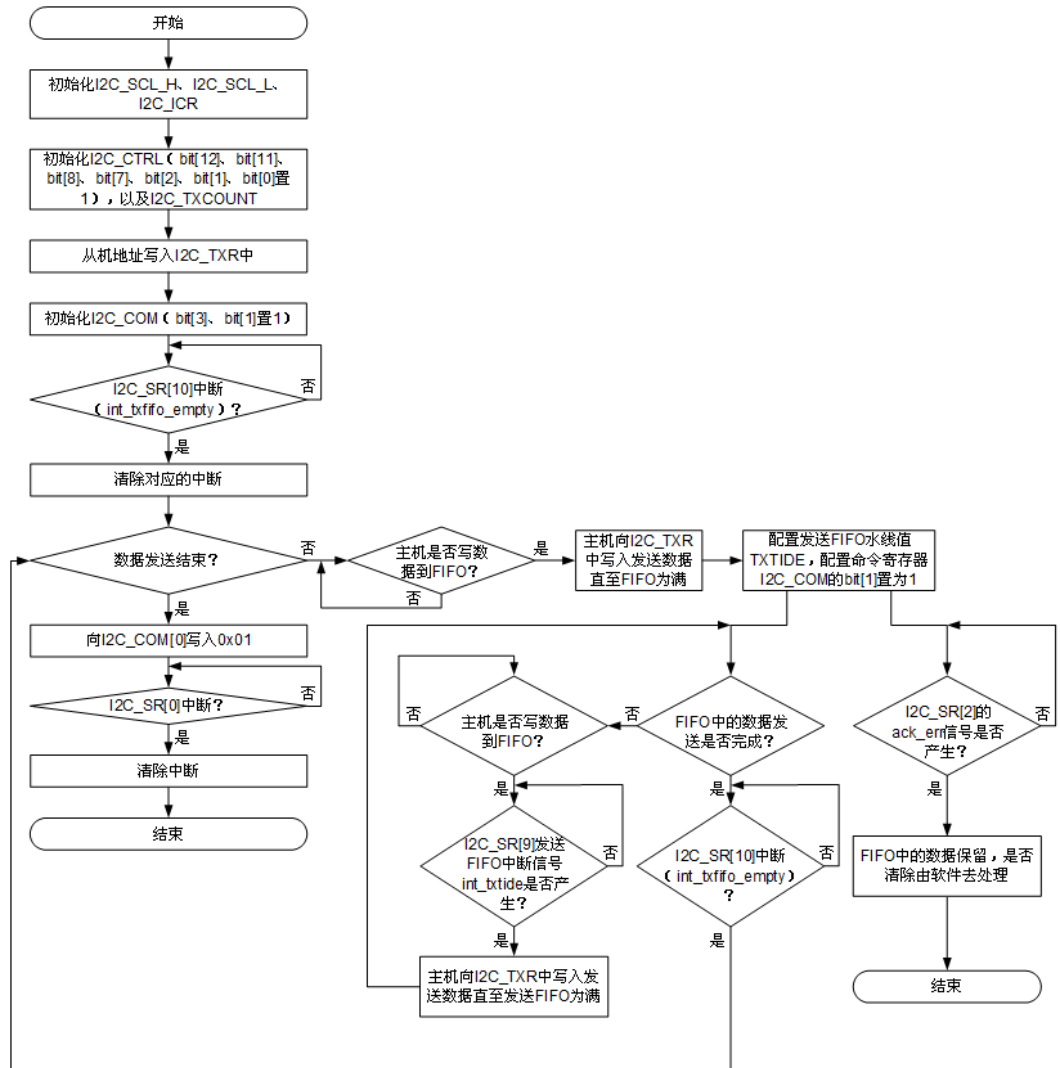 开始
初始化I2C_SCL_H、I2C_SCL_L、
I2C_ICR
初始化I2C_CTRL（bit[12]、bit[11]、
bit[8]、bit[7]、bit[2]、bit[1]、bit[0]置
1），以及I2C_TXCOUNT
从机地址写入I2C_TXR中
初始化I2C_COM（bit[3]、bit[1]置1）
I2C_SR[10]中断
（int_txfifo_empty）？
否
是
清除对应的中断
数据发送结束？
否
是
主机是否写数
据到FIFO？
是
否
主机向I2C_TXR
中写入发送数据
直至FIFO为满
配置发送FIFO水线值
TXTIDE，配置命令寄存器
I2C_COM的bit[1]置为1
向I2C_COM[0]写入0x01
I2C_SR[0]中断？
否
是
清除中断
结束
主机是否写数据
到FIFO？
否
是
否
FIFO中的数据发
送是否完成？
是
I2C_SR[2]的
ack_err信号是否
产生？
否
是
I2C_SR[9]发送
FIFO中断信号
int_txtide是否产
生？
否
是
I2C_SR[10]中断
（int_txfifo_empty）
？
否
是
FIFO中的数据保留，是否
清除由软件去处理
主机向I2C_TXR中写入发
送数据直至发送FIFO为满
结束